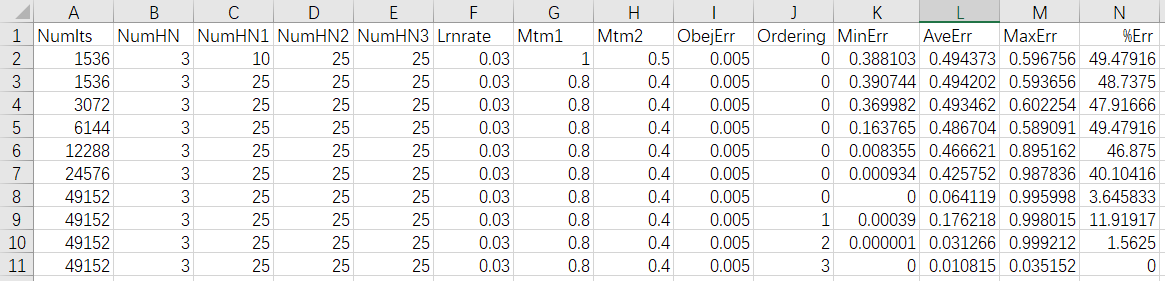 A B C D E F G H I J K L M N
1 NumIts NumHN NumHN1 NumHN2 NumHN3 Lrnrate Mtm1 Mtm2 ObejErr Ordering MinErr AveErr MaxErr %Err
2 1536 3 10 25 25 0.03 1 0.5 0.005 0 0.388103 0.494373 0.596756 49.47916
3 1536 3 25 25 25 0.03 0.8 0.4 0.005 0 0.390744 0.494202 0.593656 48.7375
4 3072 3 25 25 25 0.03 0.8 0.4 0.005 0 0.369982 0.493462 0.602254 47.91666
5 6144 3 25 25 25 0.03 0.8 0.4 0.005 0 0.163765 0.486704 0.589091 49.47916
6 12288 3 25 25 25 0.03 0.8 0.4 0.005 0 0.008355 0.466621 0.895162 46.875
7 24576 3 25 25 25 0.03 0.8 0.4 0.005 0 0.000934 0.425752 0.987836 40.10416
8 49152 3 25 25 25 0.03 0.8 0.4 0.005 0 0 0.064119 0.995998 3.645833
9 49152 3 25 25 25 0.03 0.8 0.4 0.005 1 0.00039 0.176218 0.998015 11.91917
10 49152 3 25 25 25 0.03 0.8 0.4 0.005 2 0.000001 0.031266 0.999212 1.5625
11 49152 3 25 25 25 0.03 0.8 0.4 0.005 3 0 0.010815 0.035152 0